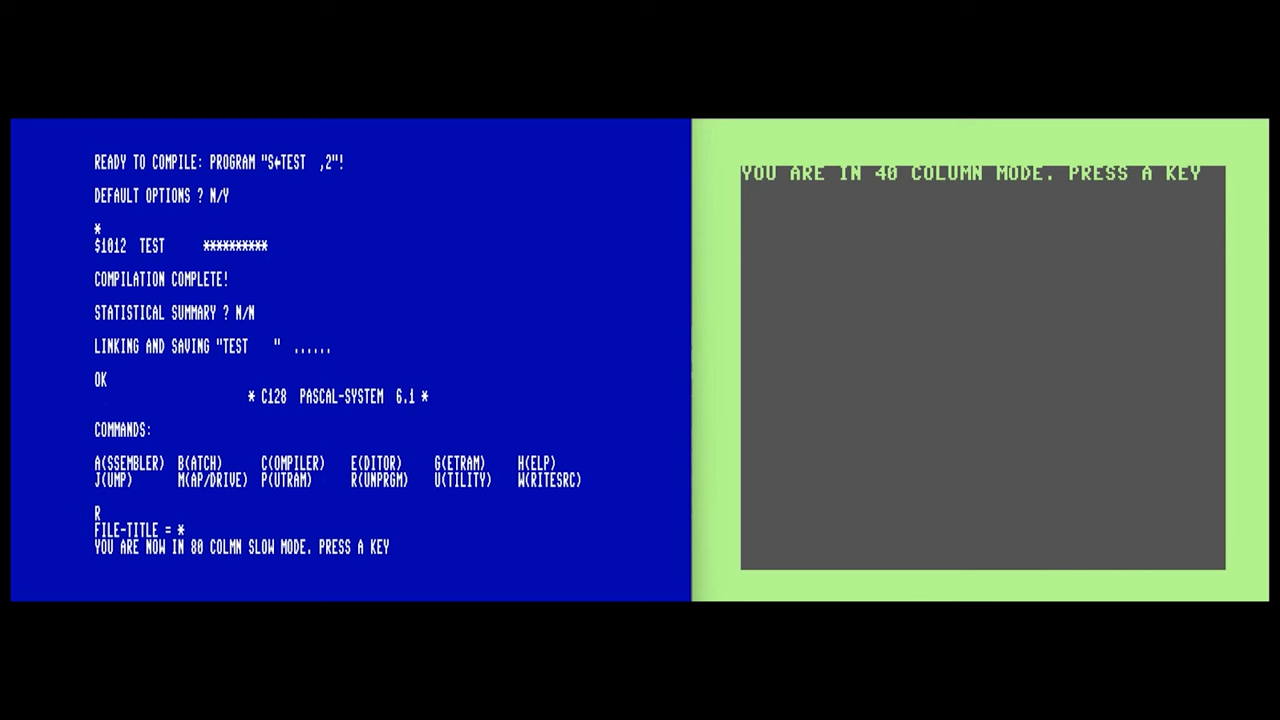 READY TO COMPILE: PROGRAM "S←TEST  ,2"!
DEFAULT OPTIONS ? N/Y
*
$1012  TEST      **********
COMPILATION COMPLETE!
STATISTICAL SUMMARY ? N/N
LINKING AND SAVING "TEST    "  ......
OK
* C128  PASCAL-SYSTEM  6.1 *
COMMANDS:
A(SSEMBLER)  B(ATCH)      C(OMPILER)    E(DITOR)     G(ETRAM)     H(ELP)
J(UMP)       M(AP/DRIVE)  P(UTRAM)      R(UNPRGM)    U(TILITY)    W(RITESRC)
R
FILE-TITLE = *
YOU ARE NOW IN 80 COLMN SLOW MODE. PRESS A KEY
YOU ARE IN 40 COLUMN MODE. PRESS A KEY